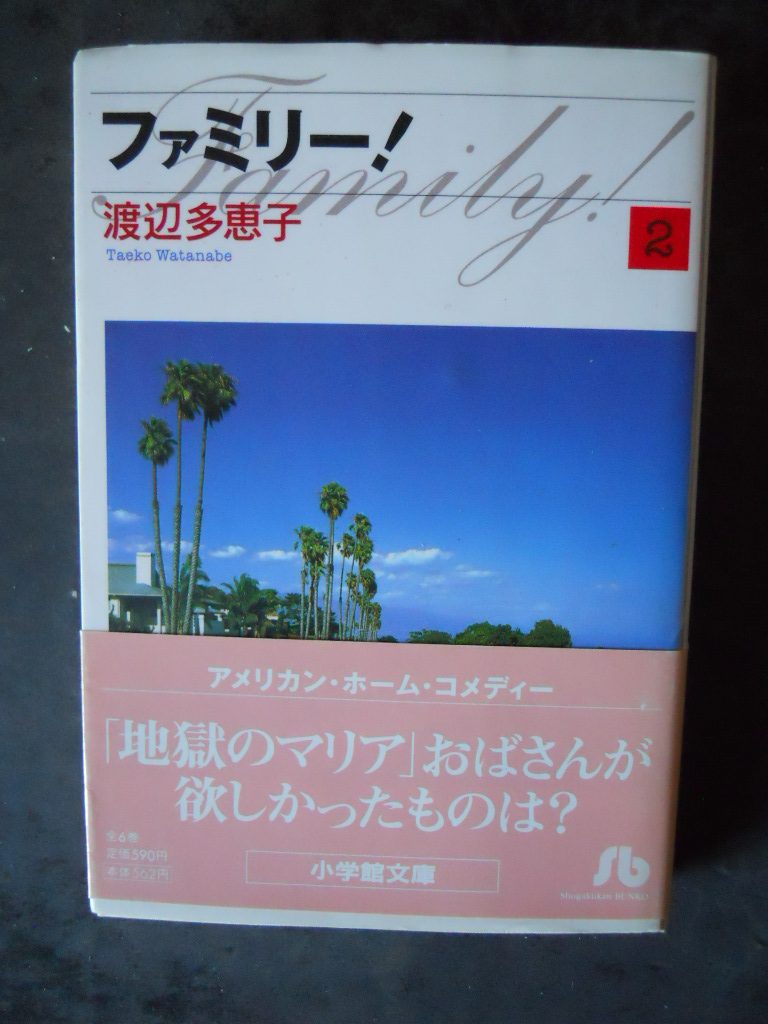 ファミリー!
Family!
渡辺多恵子
Taeko Watanabe
2
アメリカン・ホーム・コメディー
「地獄のマリア」おばさんが
欲しかったものは?
全6巻
定価590円
本体562円
小学館文庫
Shogakukan BUNKO